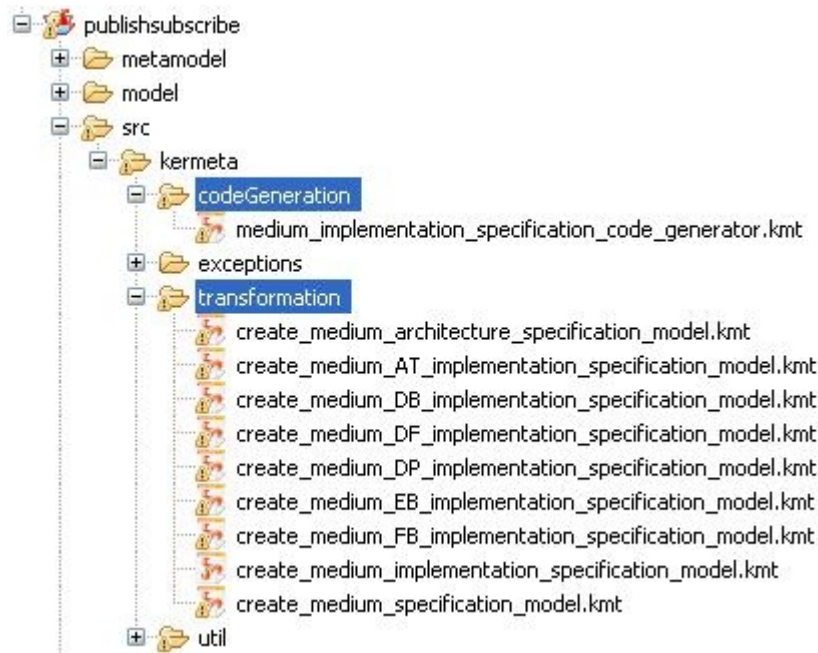 publishsubscribe
metamodel
model
src
kermeta
codeGeneration
medium_implementation_specification_code_generator.kmt
exceptions
transformation
create_medium_architecture_specification_model.kmt
create_medium_AT_implementation_specification_model.kmt
create_medium_DB_implementation_specification_model.kmt
create_medium_DF_implementation_specification_model.kmt
create_medium_DP_implementation_specification_model.kmt
create_medium_EB_implementation_specification_model.kmt
create_medium_FB_implementation_specification_model.kmt
create_medium_implementation_specification_model.kmt
create_medium_specification_model.kmt
util